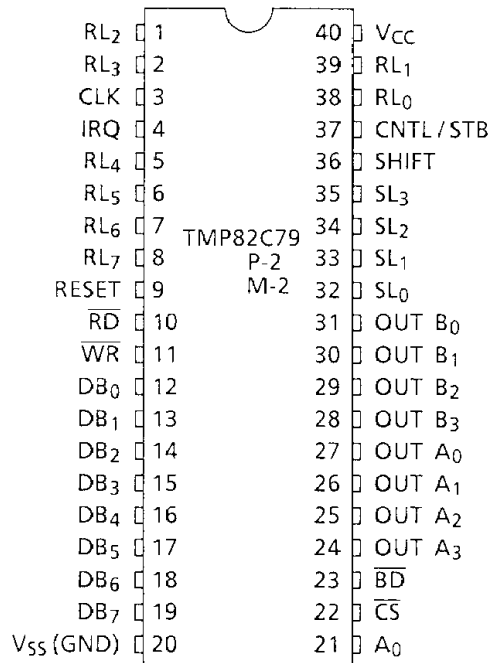 RL2 1 40 VCC
RL3 2 39 RL1
CLK 3 38 RL0
IRQ 4 37 CNTL / STB
RL4 5 36 SHIFT
RL5 6 35 SL3
RL6 7 34 SL2
TMP82C79
RL7 8 33 SL1
P-2
RESET 9 32 SL0
M-2
R̅D̅ 10 31 OUT B0
W̅R̅ 11 30 OUT B1
DB0 12 29 OUT B2
DB1 13 28 OUT B3
DB2 14 27 OUT A0
DB3 15 26 OUT A1
DB4 16 25 OUT A2
DB5 17 24 OUT A3
DB6 18 23 B̅D̅
DB7 19 22 C̅S̅
VSS (GND) 20 21 A0